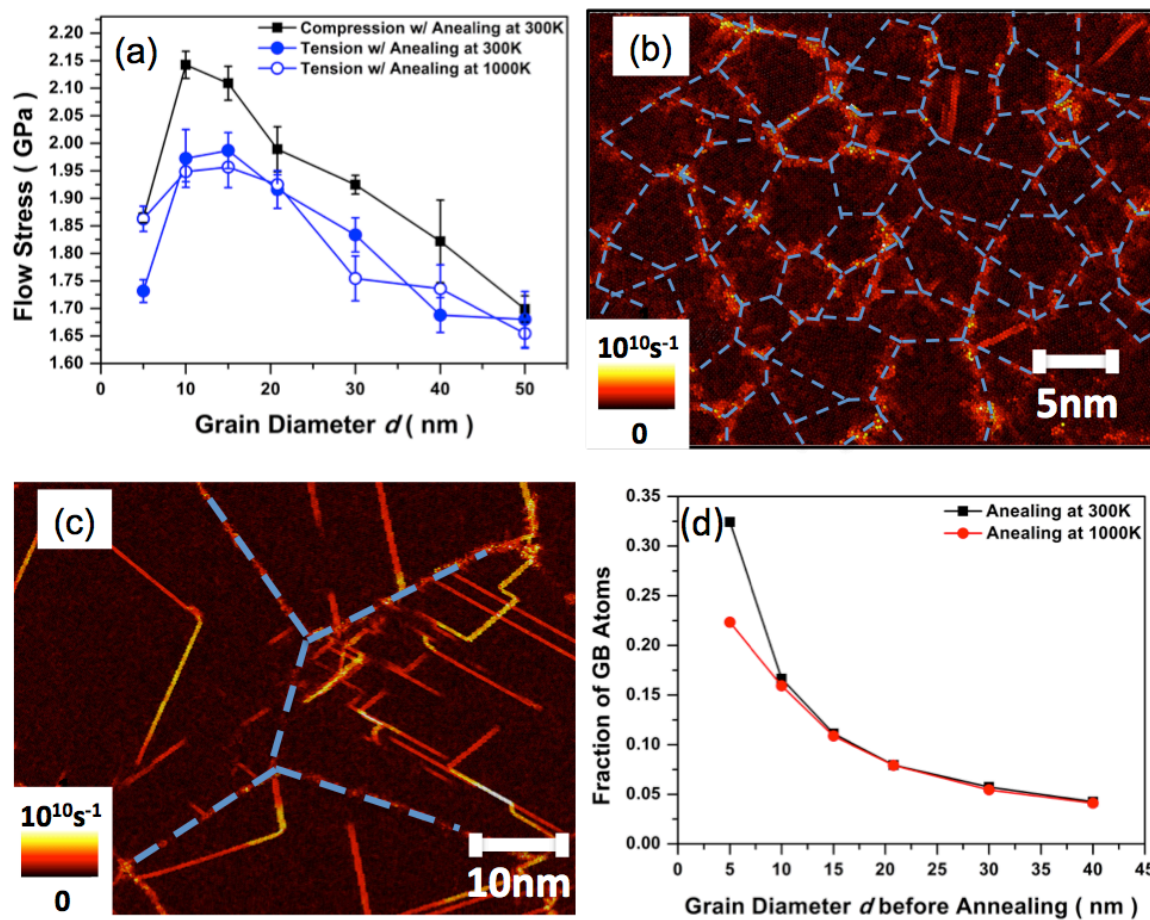 (a)
Compression w/ Anealing at 300K
Tension w/ Anealing at 300K
Tension w/ Anealing at 1000K
Flow Stress ( GPa )
2.20
2.15
2.10
2.05
2.00
1.95
1.90
1.85
1.80
1.75
1.70
1.65
1.60
0 10 20 30 40 50
Grain Diameter d ( nm )
(b)
10¹⁰s⁻¹
0
5nm
(c)
10¹⁰s⁻¹
0
10nm
(d)
Anealing at 300K
Anealing at 1000K
Fraction of GB Atoms
0.35
0.30
0.25
0.20
0.15
0.10
0.05
0.00
0 5 10 15 20 25 30 35 40 45
Grain Diameter d before Annealing ( nm )